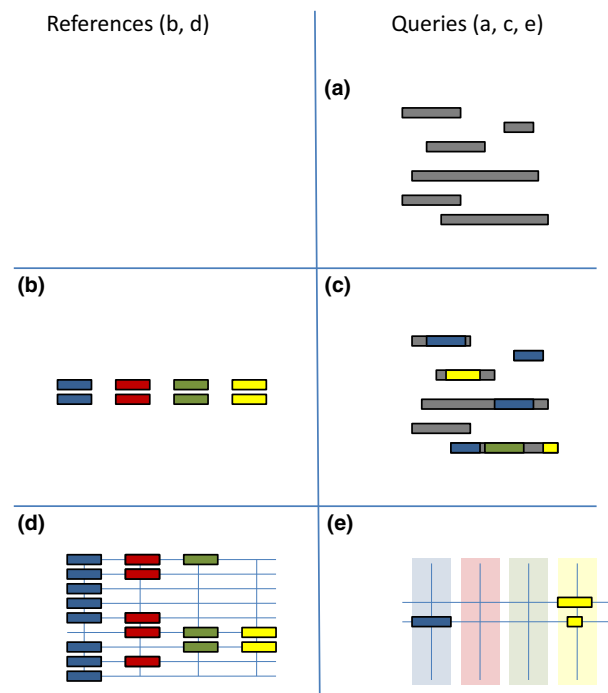 References (b, d)
Queries (a, c, e)
(a)
(b)
(c)
(d)
(e)